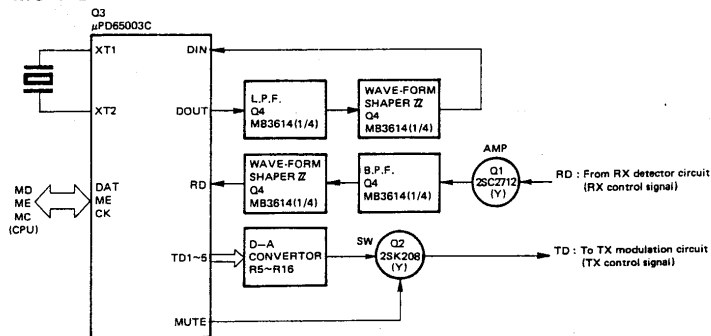 Q3
μPD65003C
XT1
XT2
DIN
DOUT
L.P.F.
Q4
MB3614(1/4)
WAVE-FORM
SHAPER II
Q4
MB3614(1/4)
RD
WAVE-FORM
SHAPER II
Q4
MB3614(1/4)
B.P.F.
Q4
MB3614(1/4)
AMP
Q1
2SC2712
(Y)
RD : From RX detector circuit
(RX control signal)
MD
ME
MC
(CPU)
DAT
ME
CK
TD1~5
D-A
CONVERTOR
R5~R16
SW
Q2
2SK208
(Y)
TD : To TX modulation circuit
(TX control signal)
MUTE